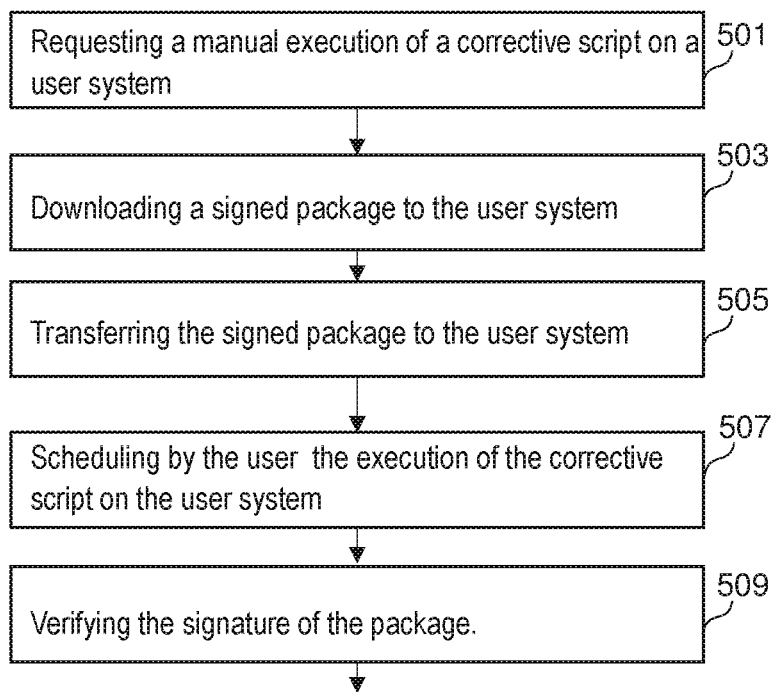 Requesting a manual execution of a corrective script on a
user system
501
Downloading a signed package to the user system
503
Transferring the signed package to the user system
505
Scheduling by the user the execution of the corrective
script on the user system
507
Verifying the signature of the package.
509